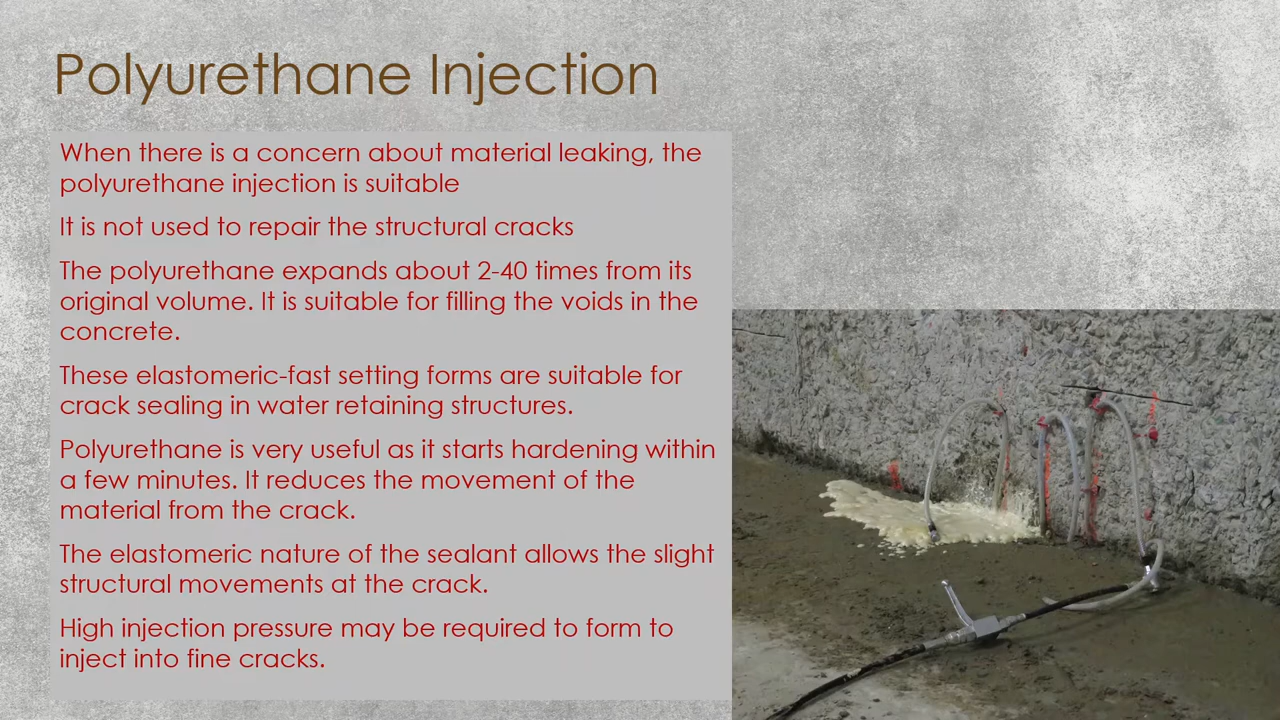 Polyurethane Injection
When there is a concern about material leaking, the
polyurethane injection is suitable
It is not used to repair the structural cracks
The polyurethane expands about 2-40 times from its
original volume. It is suitable for filling the voids in the
concrete.
These elastomeric-fast setting forms are suitable for
crack sealing in water retaining structures.
Polyurethane is very useful as it starts hardening within
a few minutes. It reduces the movement of the
material from the crack.
The elastomeric nature of the sealant allows the slight
structural movements at the crack.
High injection pressure may be required to form to
inject into fine cracks.